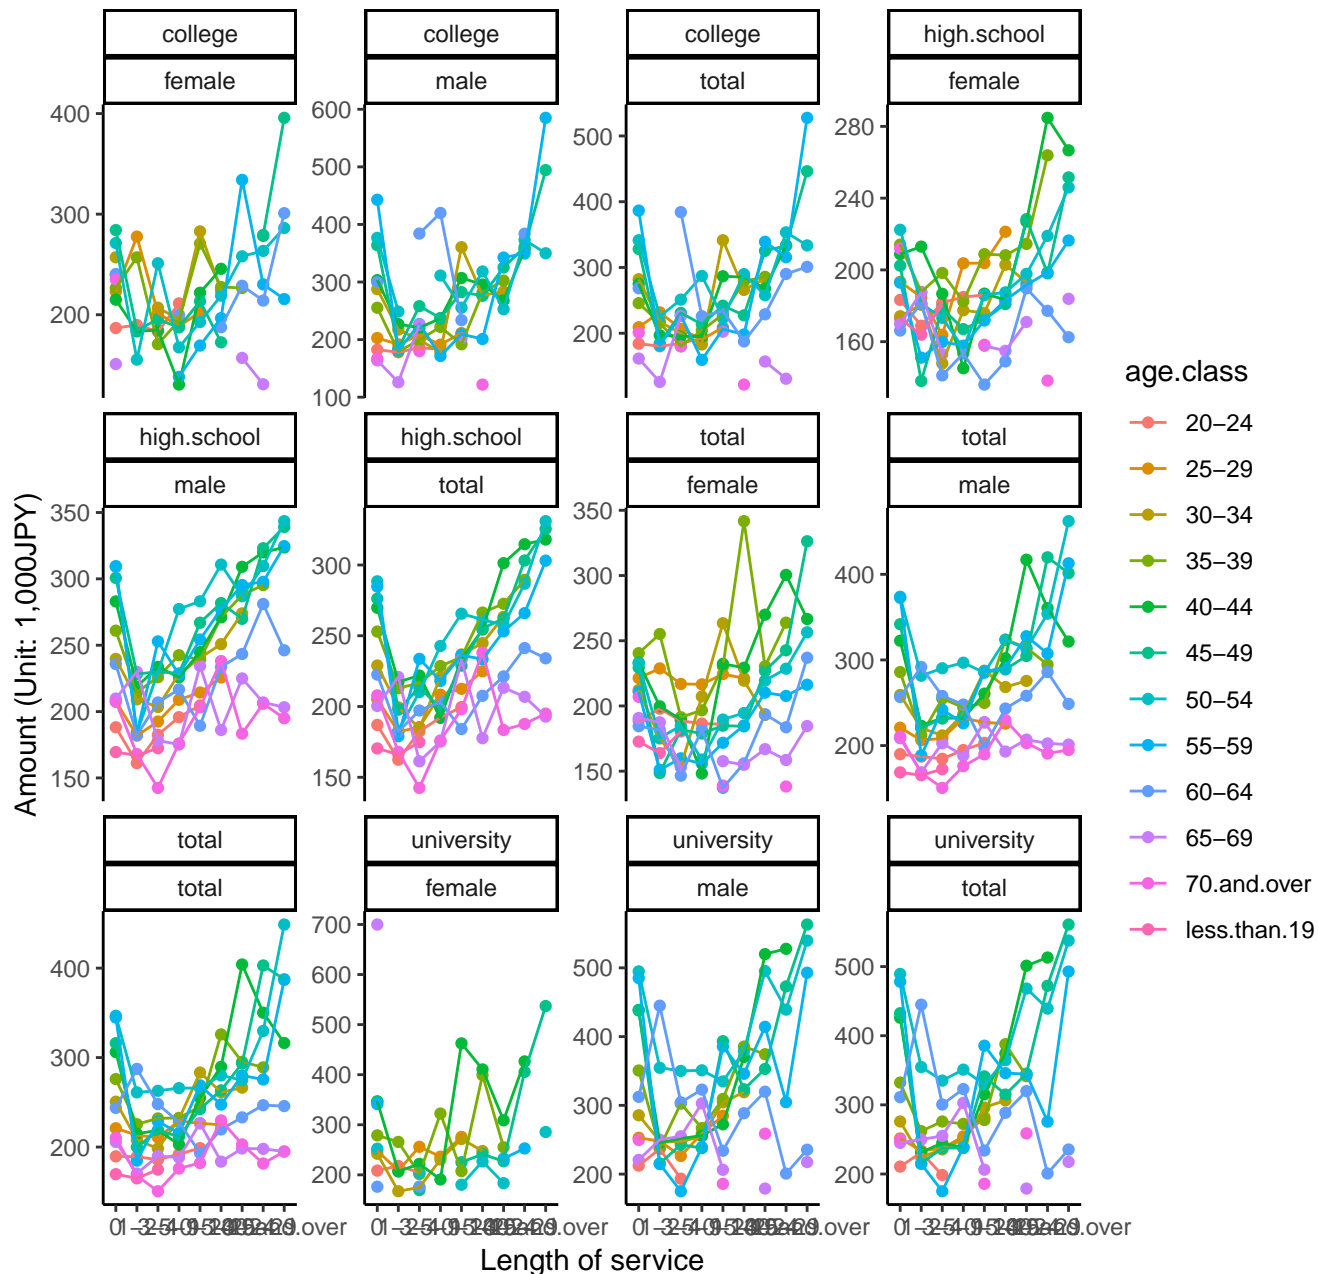 college
female
college
male
college
total
high.school
female
400
300
200
600
500
400
300
200
100
500
400
300
200
280
240
200
160
high.school
male
high.school
total
total
female
total
male
350
300
250
200
150
300
250
200
150
350
300
250
200
150
400
300
200
total
total
university
female
university
male
university
total
400
300
200
700
600
500
400
300
200
500
400
300
200
500
400
300
200
Length of service
Amount (Unit: 1,000JPY)
age.class
20−24
25−29
30−34
35−39
40−44
45−49
50−54
55−59
60−64
65−69
70.and.over
less.than.19